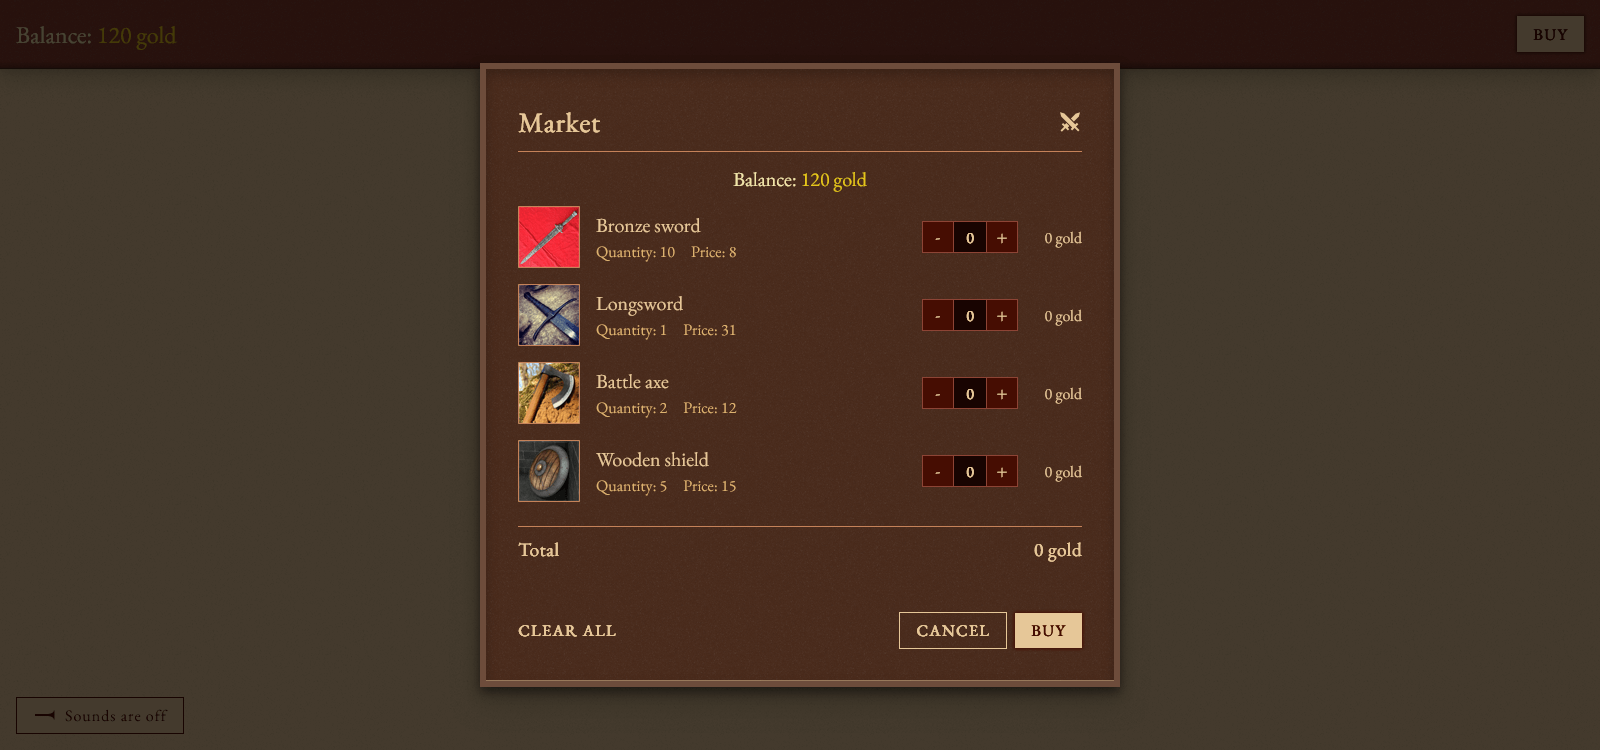 Balance: 120 gold
BUY
Market
Balance: 120 gold
Bronze sword
Quantity: 10 Price: 8
- 0 + 0 gold
Longsword
Quantity: 1 Price: 31
- 0 + 0 gold
Battle axe
Quantity: 2 Price: 12
- 0 + 0 gold
Wooden shield
Quantity: 5 Price: 15
- 0 + 0 gold
Total 0 gold
CLEAR ALL CANCEL BUY
Sounds are off